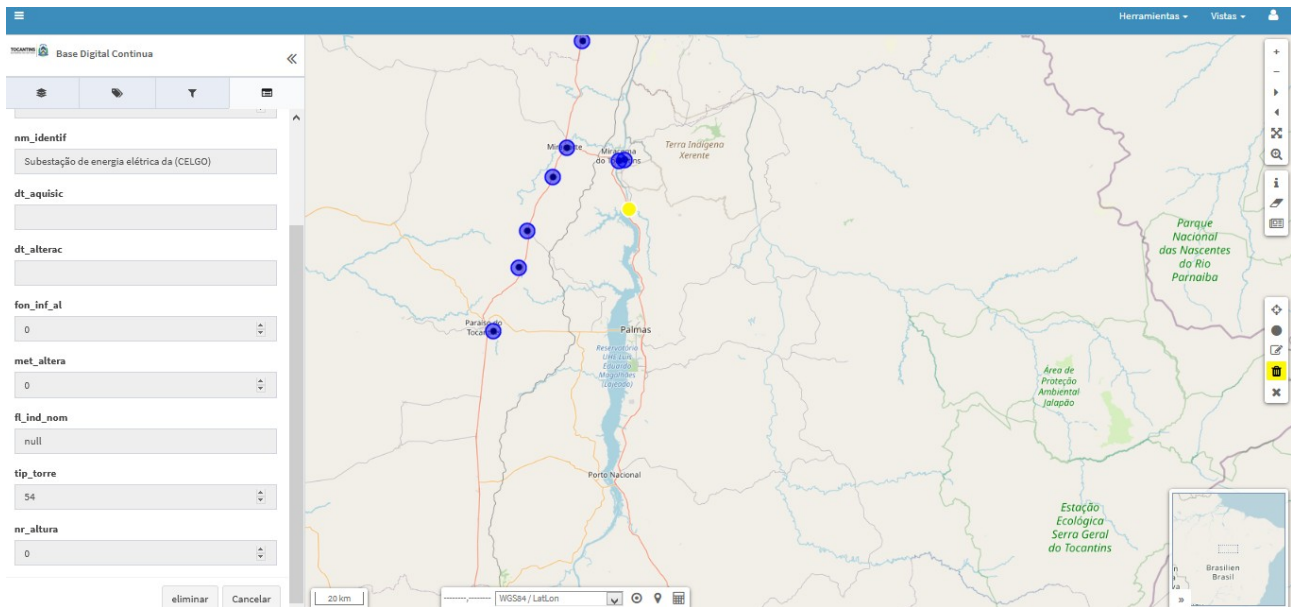 Herramientas
Vistas
TOCANTINS
Base Digital Continua
nm_identif
Subestação de energia elétrica da (CELGO)
dt_aquisic
dt_alterac
fon_inf_al
0
met_altera
0
fl_ind_nom
null
tip_torre
54
nr_altura
0
eliminar Cancelar
Terra Indígena
Xerente
Parque
Nacional
das Nascentes
do Rio
Parnaíba
Palmas
Reservatório
Eduardo
Magalhães
(Lajeado)
Área de
Proteção
Ambiental
Jalapão
Porto Nacional
Estação
Ecológica
Serra Geral
do Tocantins
20 km
--------,-------- WGS84 / LatLon
Brasilien
Brasil